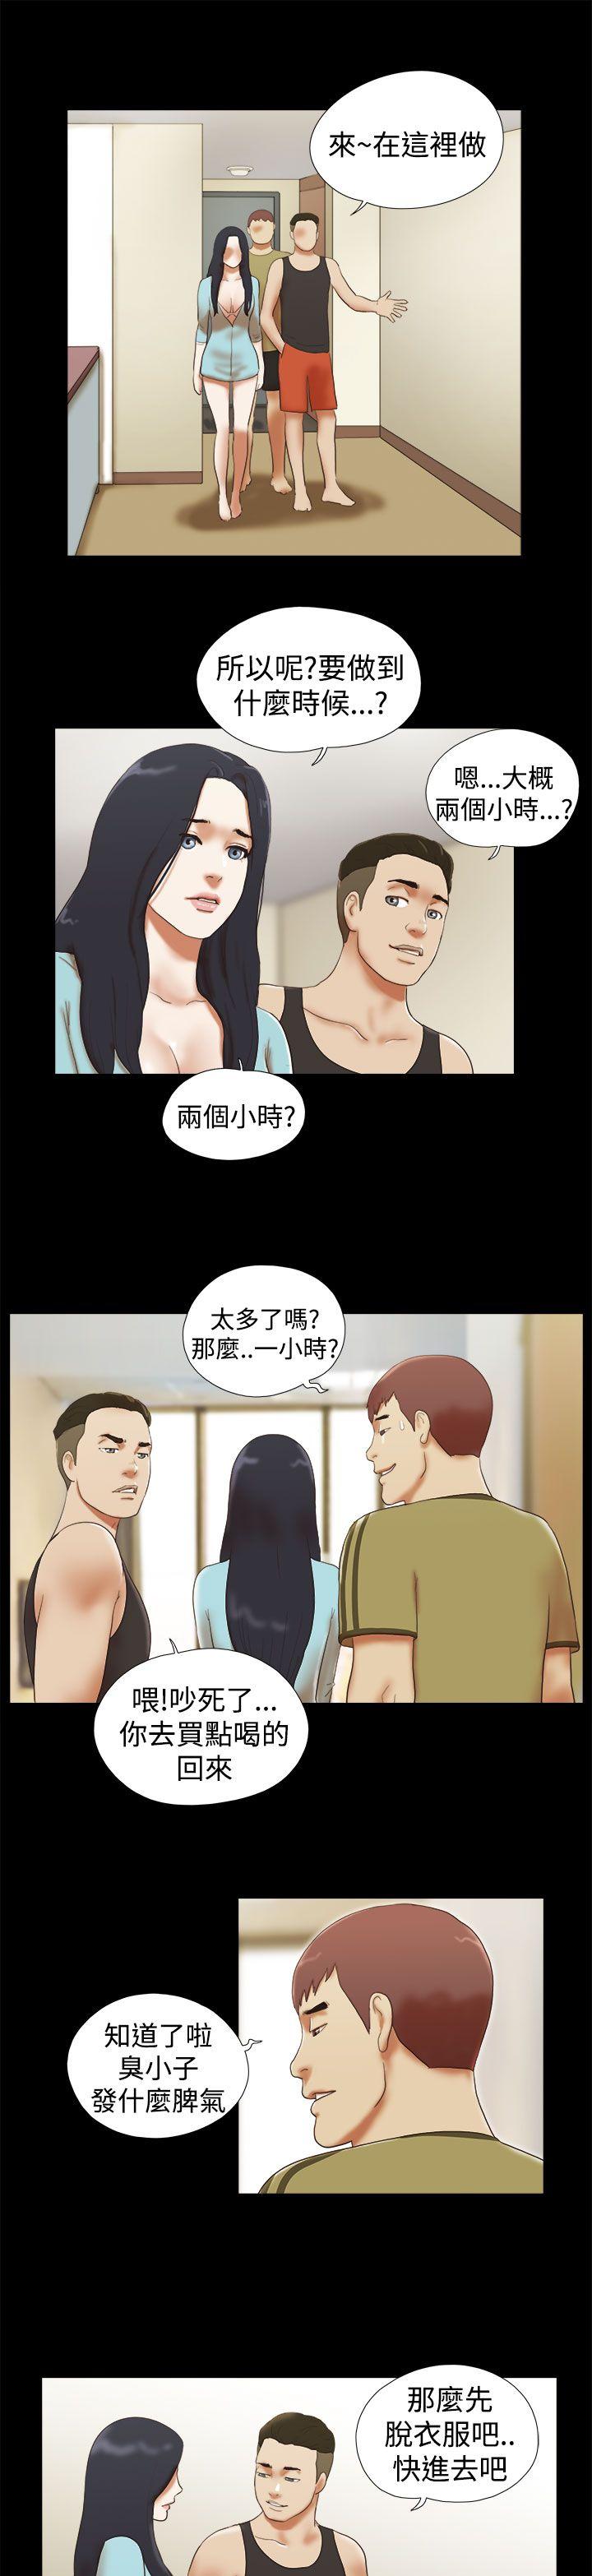 來~在這裡做
所以呢?要做到
什麼時候...?
嗯...大概
兩個小時...?
兩個小時?
太多了嗎?
那麼..一小時?
喂!吵死了...
你去買點喝的
回來
知道了啦
臭小子
發什麼脾氣
那麼先
脫衣服吧..
快進去吧